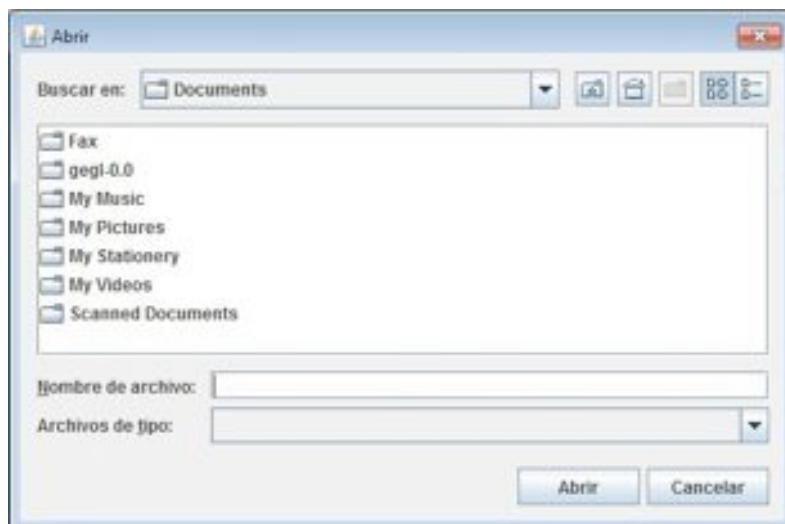 Abrir
Buscar en: Documents
Fax
gegl-0.0
My Music
My Pictures
My Stationery
My Videos
Scanned Documents
Nombre de archivo:
Archivos de tipo:
Abrir Cancelar